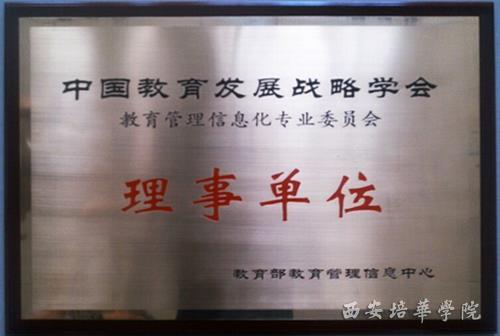 中国教育发展战略学会
教育管理信息化专业委员会
理事单位
教育部教育管理信息中心
西安培華学院